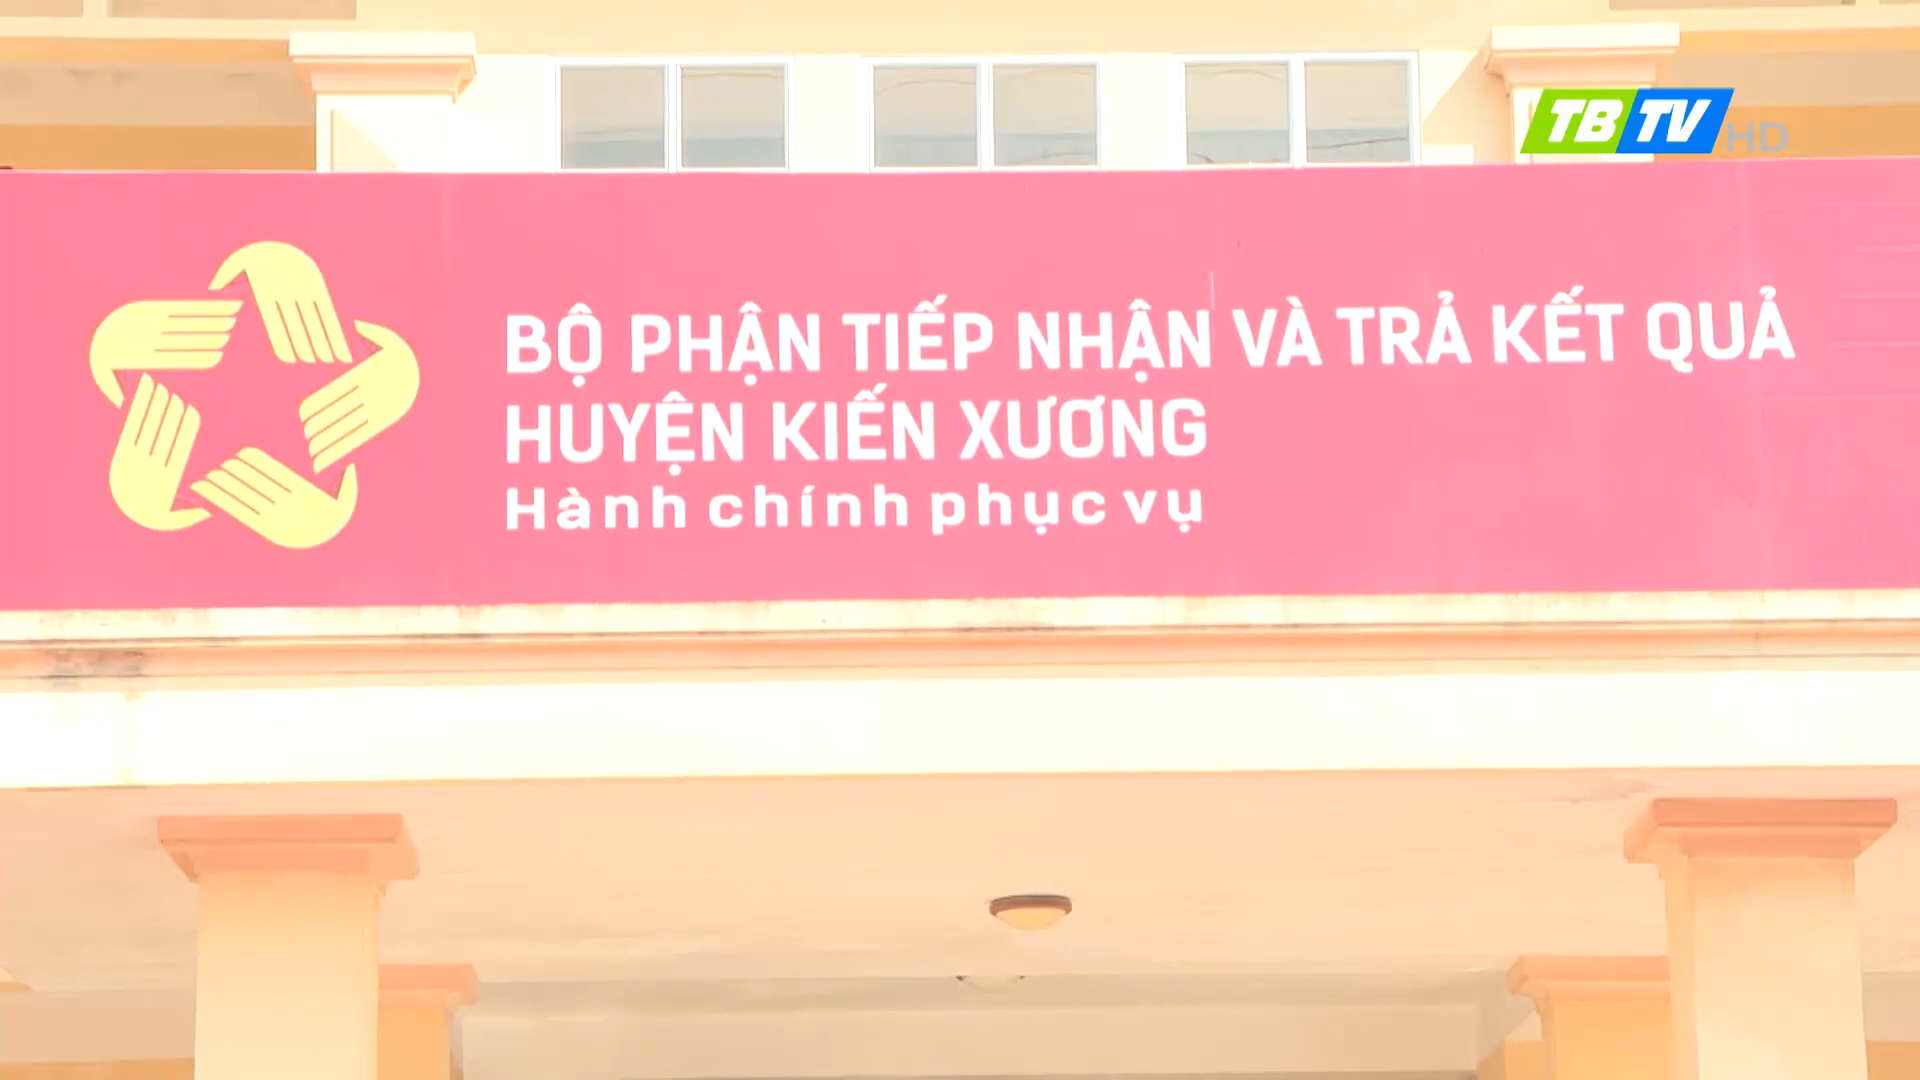 TBTV HD
BỘ PHẬN TIẾP NHẬN VÀ TRẢ KẾT QUẢ
HUYỆN KIẾN XƯƠNG
Hành chính phục vụ